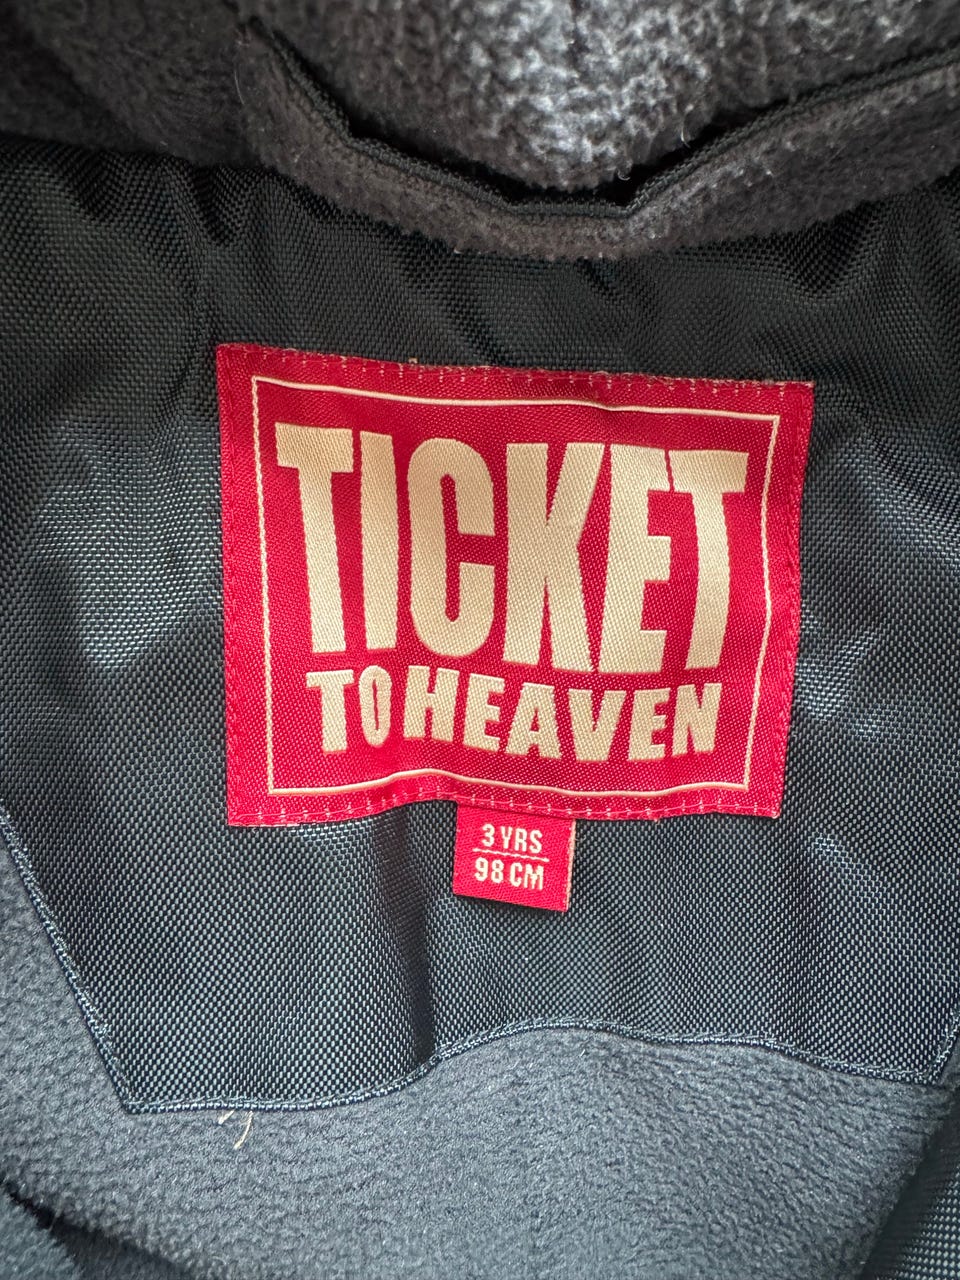 TICKET
TO HEAVEN
3 YRS
98 CM